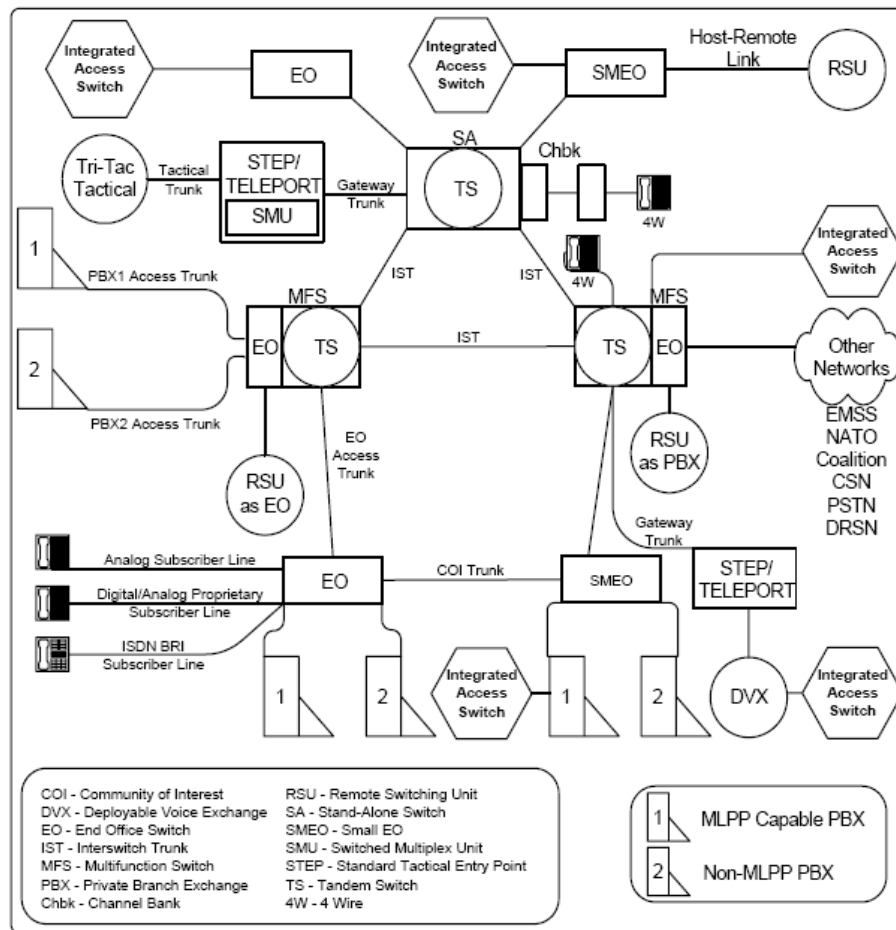 Integrated
Access
Switch
EO
Integrated
Access
Switch
SMEO
Host-Remote
Link
RSU
SA
TS
Chbk
4W
Tri-Tac
Tactical
Tactical
Trunk
STEP/
TELEPORT
SMU
Gateway
Trunk
1
PBX1 Access Trunk
2
PBX2 Access Trunk
IST
IST
4W
Integrated
Access
Switch
MFS
EO
TS
IST
MFS
TS
EO
Other
Networks
EMSS
NATO
Coalition
CSN
PSTN
DRSN
RSU
as EO
EO
Access
Trunk
RSU
as PBX
Gateway
Trunk
Analog Subscriber Line
Digital/Analog Proprietary
Subscriber Line
ISDN BRI
Subscriber Line
EO
COI Trunk
SMEO
STEP/
TELEPORT
1
2
Integrated
Access
Switch
1
2
DVX
Integrated
Access
Switch
COI - Community of Interest
DVX - Deployable Voice Exchange
EO - End Office Switch
IST - Interswitch Trunk
MFS - Multifunction Switch
PBX - Private Branch Exchange
Chbk - Channel Bank
RSU - Remote Switching Unit
SA - Stand-Alone Switch
SMEO - Small EO
SMU - Switched Multiplex Unit
STEP - Standard Tactical Entry Point
TS - Tandem Switch
4W - 4 Wire
1
MLPP Capable PBX
2
Non-MLPP PBX